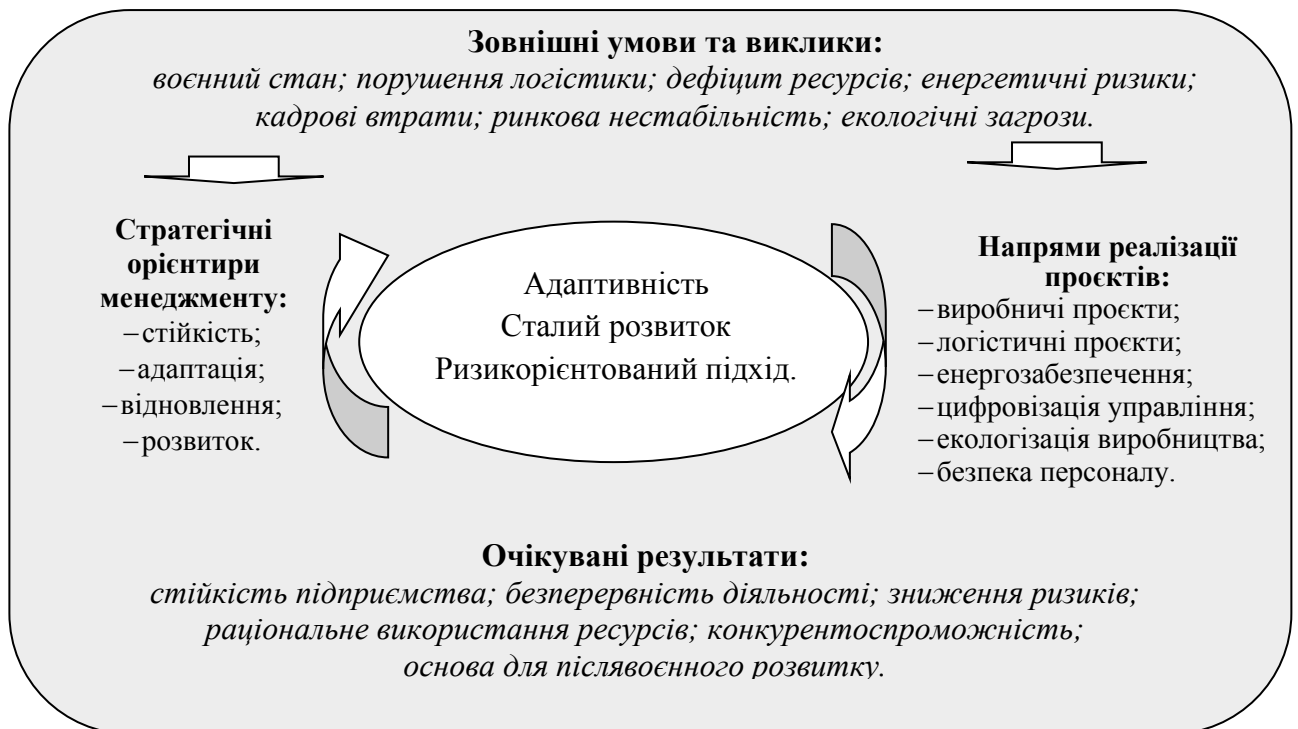 Зовнішні умови та виклики:
воєнний стан; порушення логістики; дефіцит ресурсів; енергетичні ризики;
кадрові втрати; ринкова нестабільність; екологічні загрози.
Стратегічні
орієнтири
менеджменту:
–стійкість;
–адаптація;
–відновлення;
–розвиток.
Адаптивність
Сталий розвиток
Ризикорієнтований підхід.
Напрями реалізації
проєктів:
–виробничі проєкти;
–логістичні проєкти;
–енергозабезпечення;
–цифровізація управління;
–екологізація виробництва;
–безпека персоналу.
Очікувані результати:
стійкість підприємства; безперервність діяльності; зниження ризиків;
раціональне використання ресурсів; конкурентоспроможність;
основа для післявоєнного розвитку.